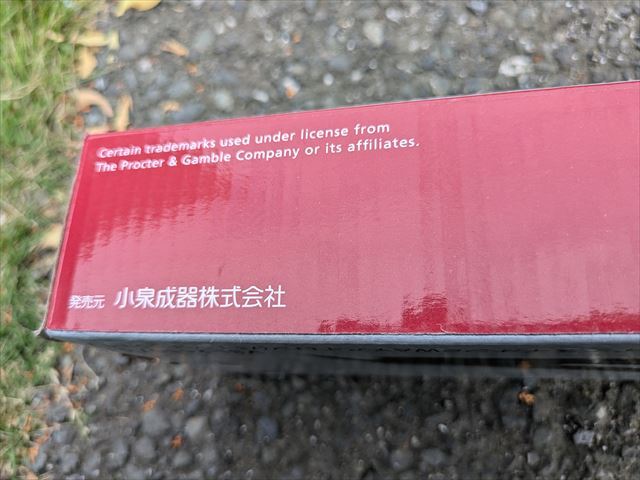 Certain trademarks used under license from
The Procter & Gamble Company or its affiliates.
発売元 小泉成器株式会社